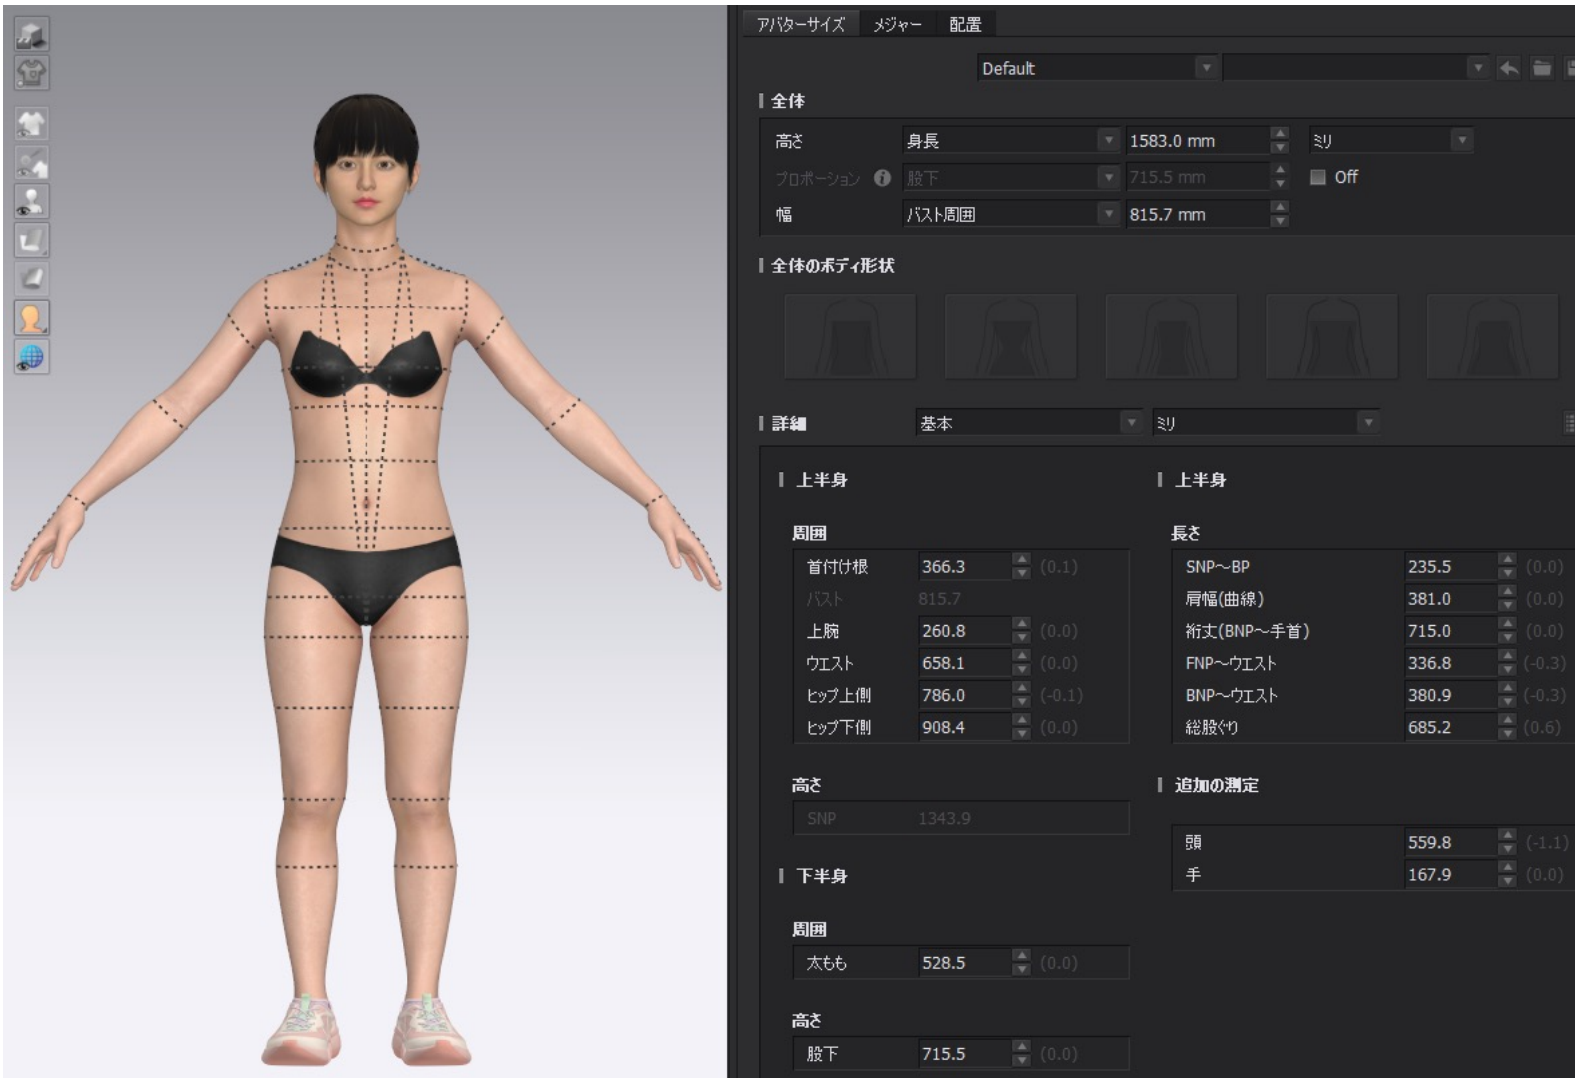 アバターサイズ メジャー 配置
Default
全体
高さ 身長 1583.0 mm ミリ
プロポーション 股下 715.5 mm Off
幅 バスト周囲 815.7 mm
全体のボディ形状
詳細 基本 ミリ
上半身
周囲
首付け根 366.3 (0.1)
バスト 815.7
上腕 260.8 (0.0)
ウエスト 658.1 (0.0)
ヒップ上側 786.0 (-0.1)
ヒップ下側 908.4 (0.0)
高さ
SNP 1343.9
下半身
周囲
太もも 528.5 (0.0)
高さ
股下 715.5 (0.0)
上半身
長さ
SNP～BP 235.5 (0.0)
肩幅(曲線) 381.0 (0.0)
裄丈(BNP～手首) 715.0 (0.0)
FNP～ウエスト 336.8 (-0.3)
BNP～ウエスト 380.9 (-0.3)
総股ぐり 685.2 (0.6)
追加の測定
頭 559.8 (-1.1)
手 167.9 (0.0)